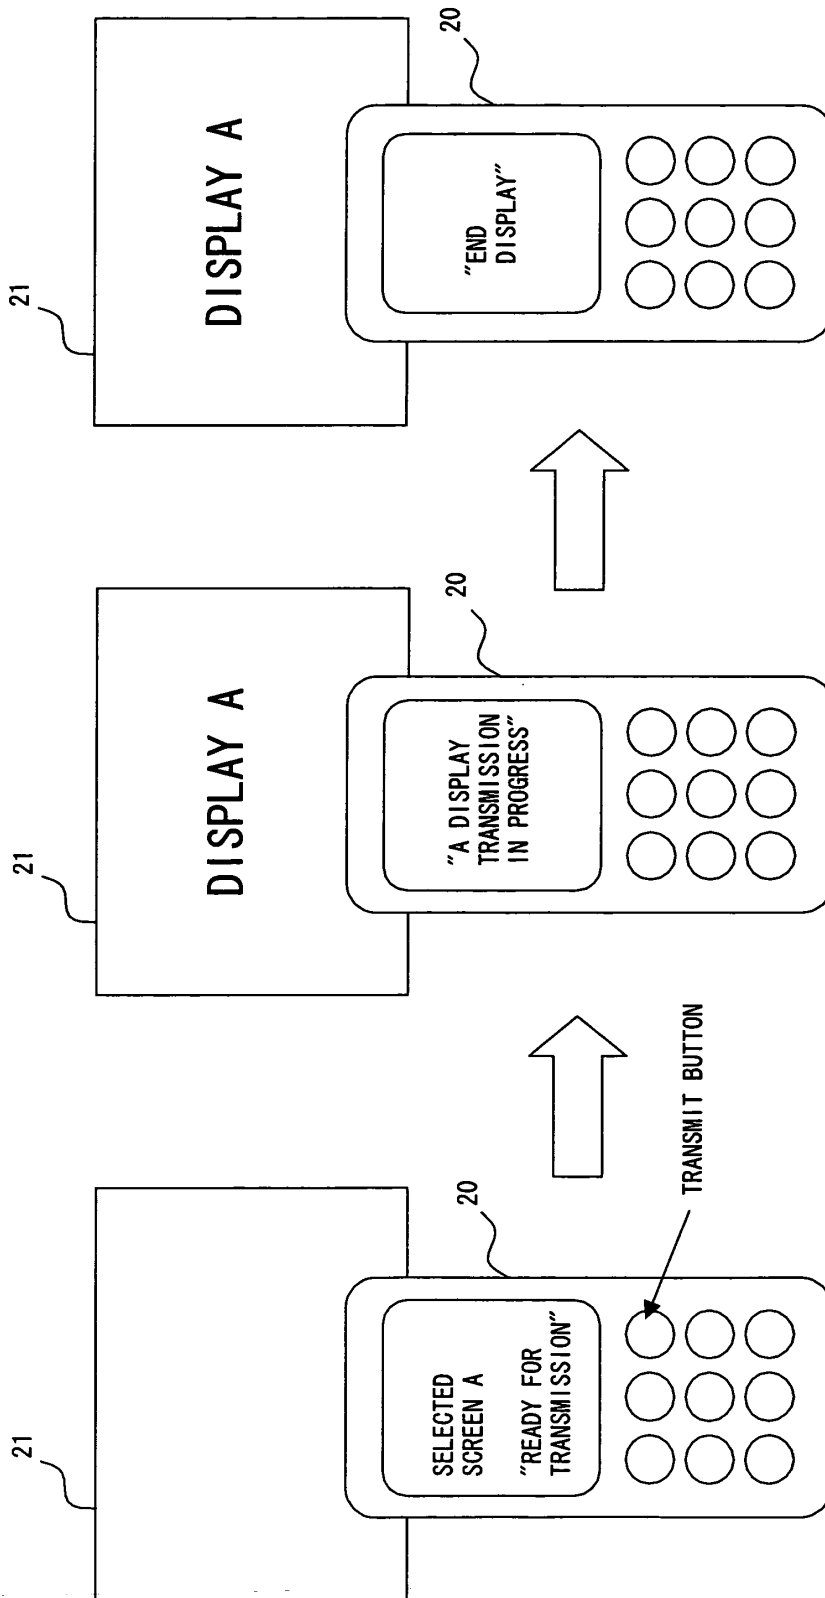 21
20
SELECTED
SCREEN A
"READY FOR
TRANSMISSION"
TRANSMIT BUTTON
21
DISPLAY A
20
"A DISPLAY
TRANSMISSION
IN PROGRESS"
21
DISPLAY A
20
"END
DISPLAY"